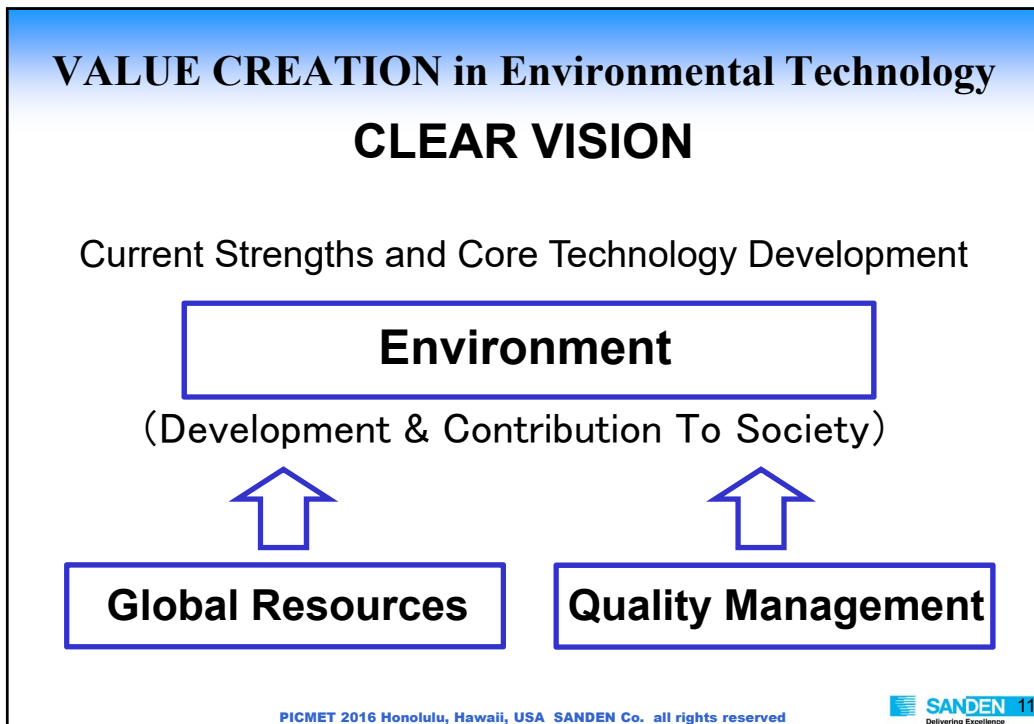 VALUE CREATION in Environmental Technology
CLEAR VISION
Current Strengths and Core Technology Development
Environment
（Development & Contribution To Society）
Global Resources
Quality Management
PICMET 2016 Honolulu, Hawaii, USA SANDEN Co. all rights reserved
SANDEN
Delivering Excellence
11